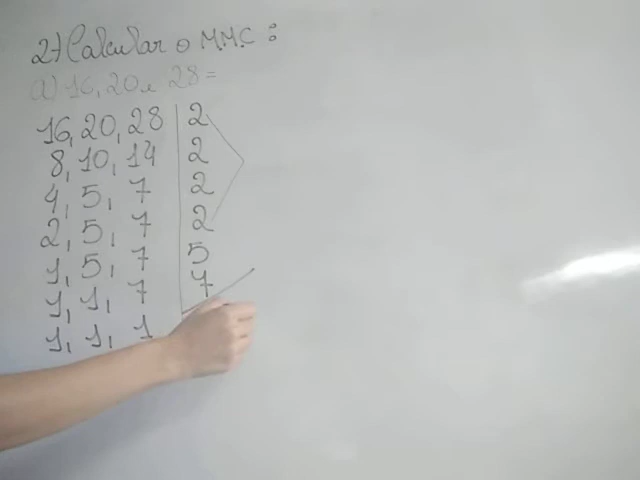 2) Calcular o M.M.C :
a) 16, 20 e 28 =
16, 20, 28 | 2
8, 10, 14 | 2
4, 5, 7 | 2
2, 5, 7 | 2
1, 5, 7 | 5
1, 1, 7 | 7
1, 1, 1